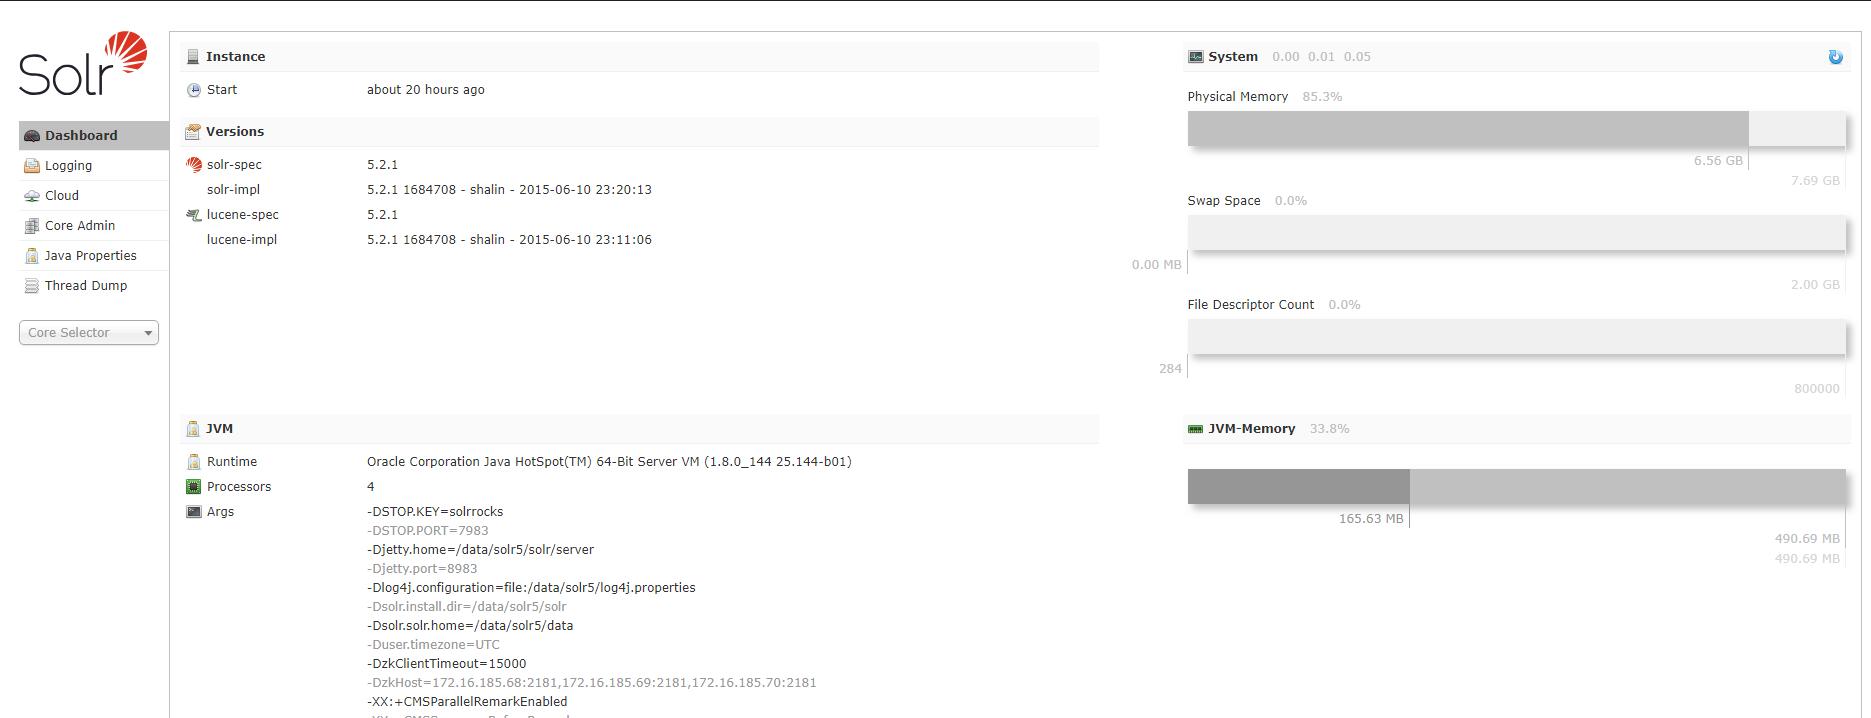 Solr
Dashboard
Logging
Cloud
Core Admin
Java Properties
Thread Dump
Core Selector
Instance
Start about 20 hours ago
Versions
solr-spec 5.2.1
solr-impl 5.2.1 1684708 - shalin - 2015-06-10 23:20:13
lucene-spec 5.2.1
lucene-impl 5.2.1 1684708 - shalin - 2015-06-10 23:11:06
JVM
Runtime Oracle Corporation Java HotSpot(TM) 64-Bit Server VM (1.8.0_144 25.144-b01)
Processors 4
Args -DSTOP.KEY=solrrocks
-DSTOP.PORT=7983
-Djetty.home=/data/solr5/solr/server
-Djetty.port=8983
-Dlog4j.configuration=file:/data/solr5/log4j.properties
-Dsolr.install.dir=/data/solr5/solr
-Dsolr.solr.home=/data/solr5/data
-Duser.timezone=UTC
-DzkClientTimeout=15000
-DzkHost=172.16.185.68:2181,172.16.185.69:2181,172.16.185.70:2181
-XX:+CMSParallelRemarkEnabled
System 0.00 0.01 0.05
Physical Memory 85.3%
6.56 GB
7.69 GB
Swap Space 0.0%
0.00 MB
2.00 GB
File Descriptor Count 0.0%
284
800000
JVM-Memory 33.8%
165.63 MB
490.69 MB
490.69 MB